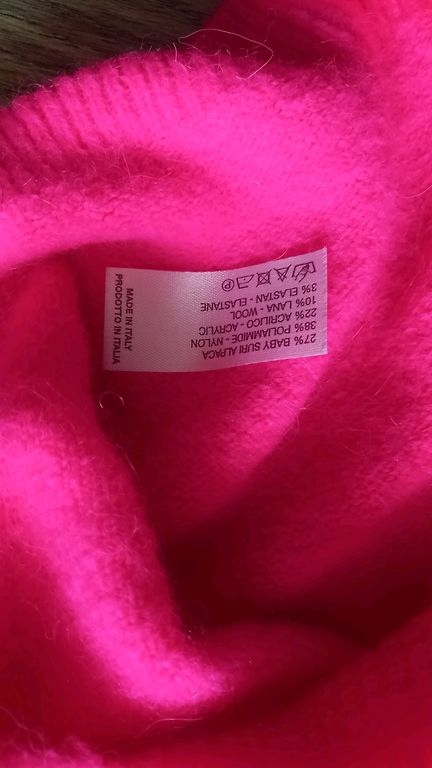 27% BABY SURI ALPACA
38% POLIAMMIDE - NYLON
22% ACRILICO - ACRYLIC
10% LANA - WOOL
3% ELASTAN - ELASTANE
P
MADE IN ITALY
PRODOTTO IN ITALIA